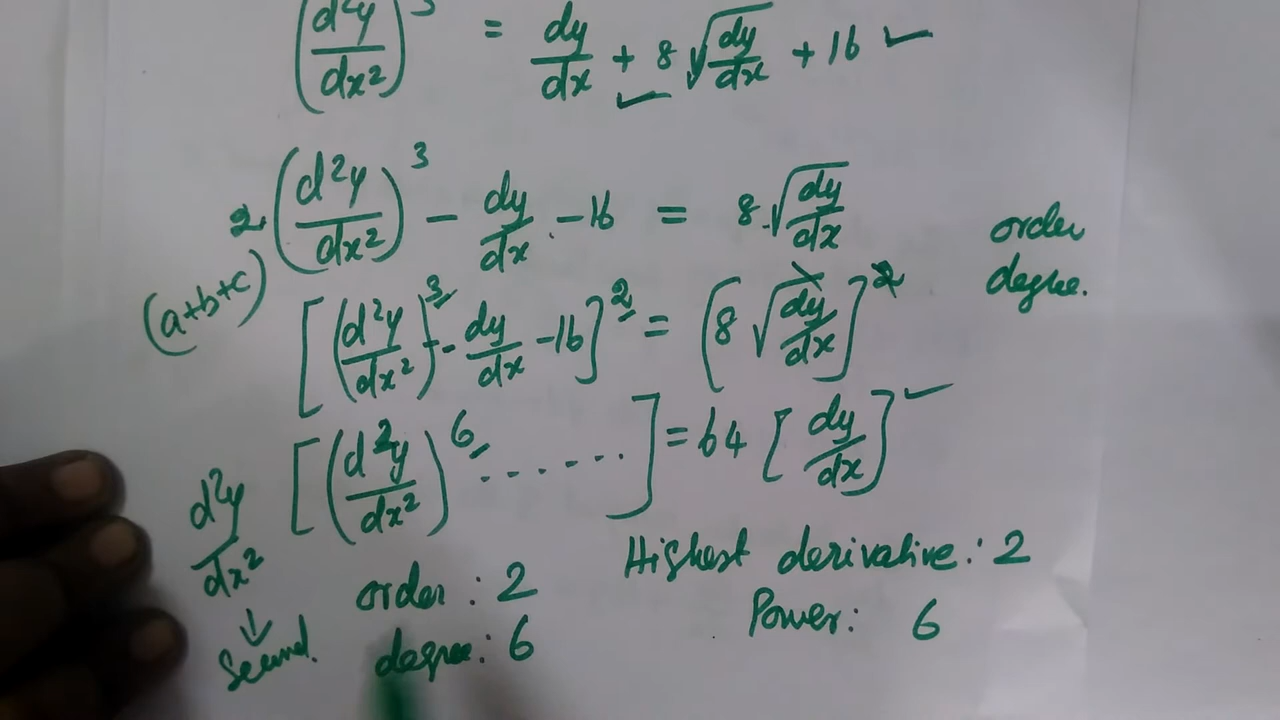 (d²y/dx²)³ = dy/dx + 8√(dy/dx) + 16 ✓
2. (d²y/dx²)³ - dy/dx - 16 = 8.√(dy/dx)
order
degree.
(a+b+c)
[(d²y/dx²)³ - dy/dx - 16]² = (8√(dy/dx)]²
[(d²y/dx²)⁶ .......] = 64 [dy/dx] ✓
d²y/dx²
↓
Second.
order : 2
degree : 6
Highest derivative : 2
Power : 6